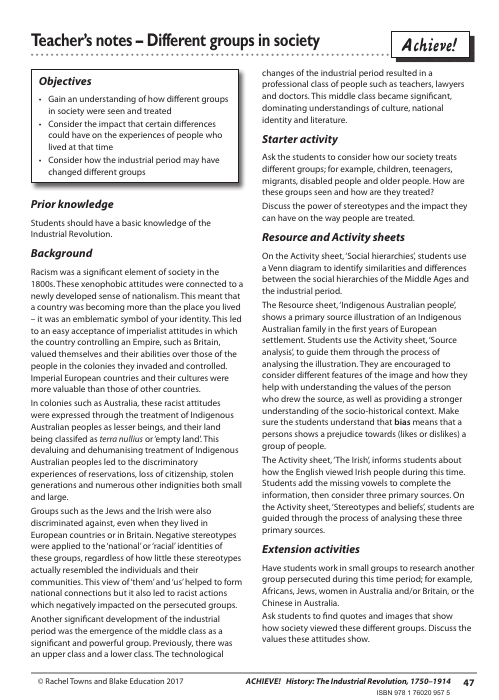 Teacher's notes – Different groups in society
Achieve!
Objectives
• Gain an understanding of how different groups
in society were seen and treated
• Consider the impact that certain differences
could have on the experiences of people who
lived at that time
• Consider how the industrial period may have
changed different groups
Prior knowledge
Students should have a basic knowledge of the
Industrial Revolution.
Background
Racism was a significant element of society in the
1800s. These xenophobic attitudes were connected to a
newly developed sense of nationalism. This meant that
a country was becoming more than the place you lived
– it was an emblematic symbol of your identity. This led
to an easy acceptance of imperialist attitudes in which
the country controlling an Empire, such as Britain,
valued themselves and their abilities over those of the
people in the colonies they invaded and controlled.
Imperial European countries and their cultures were
more valuable than those of other countries.
In colonies such as Australia, these racist attitudes
were expressed through the treatment of Indigenous
Australian peoples as lesser beings, and their land
being classifed as terra nullius or 'empty land'. This
devaluing and dehumanising treatment of Indigenous
Australian peoples led to the discriminatory
experiences of reservations, loss of citizenship, stolen
generations and numerous other indignities both small
and large.
Groups such as the Jews and the Irish were also
discriminated against, even when they lived in
European countries or in Britain. Negative stereotypes
were applied to the 'national' or 'racial' identities of
these groups, regardless of how little these stereotypes
actually resembled the individuals and their
communities. This view of 'them' and 'us' helped to form
national connections but it also led to racist actions
which negatively impacted on the persecuted groups.
Another significant development of the industrial
period was the emergence of the middle class as a
significant and powerful group. Previously, there was
an upper class and a lower class. The technological
changes of the industrial period resulted in a
professional class of people such as teachers, lawyers
and doctors. This middle class became significant,
dominating understandings of culture, national
identity and literature.
Starter activity
Ask the students to consider how our society treats
different groups; for example, children, teenagers,
migrants, disabled people and older people. How are
these groups seen and how are they treated?
Discuss the power of stereotypes and the impact they
can have on the way people are treated.
Resource and Activity sheets
On the Activity sheet, 'Social hierarchies', students use
a Venn diagram to identify similarities and differences
between the social hierarchies of the Middle Ages and
the industrial period.
The Resource sheet, 'Indigenous Australian people',
shows a primary source illustration of an Indigenous
Australian family in the first years of European
settlement. Students use the Activity sheet, 'Source
analysis', to guide them through the process of
analysing the illustration. They are encouraged to
consider different features of the image and how they
help with understanding the values of the person
who drew the source, as well as providing a stronger
understanding of the socio-historical context. Make
sure the students understand that bias means that a
persons shows a prejudice towards (likes or dislikes) a
group of people.
The Activity sheet, 'The Irish', informs students about
how the English viewed Irish people during this time.
Students add the missing vowels to complete the
information, then consider three primary sources. On
the Activity sheet, 'Stereotypes and beliefs', students are
guided through the process of analysing these three
primary sources.
Extension activities
Have students work in small groups to research another
group persecuted during this time period; for example,
Africans, Jews, women in Australia and/or Britain, or the
Chinese in Australia.
Ask students to find quotes and images that show
how society viewed these different groups. Discuss the
values these attitudes show.
© Rachel Towns and Blake Education 2017
ACHIEVE! History: The Industrial Revolution, 1750–1914 47
ISBN 978 1 76020 957 5